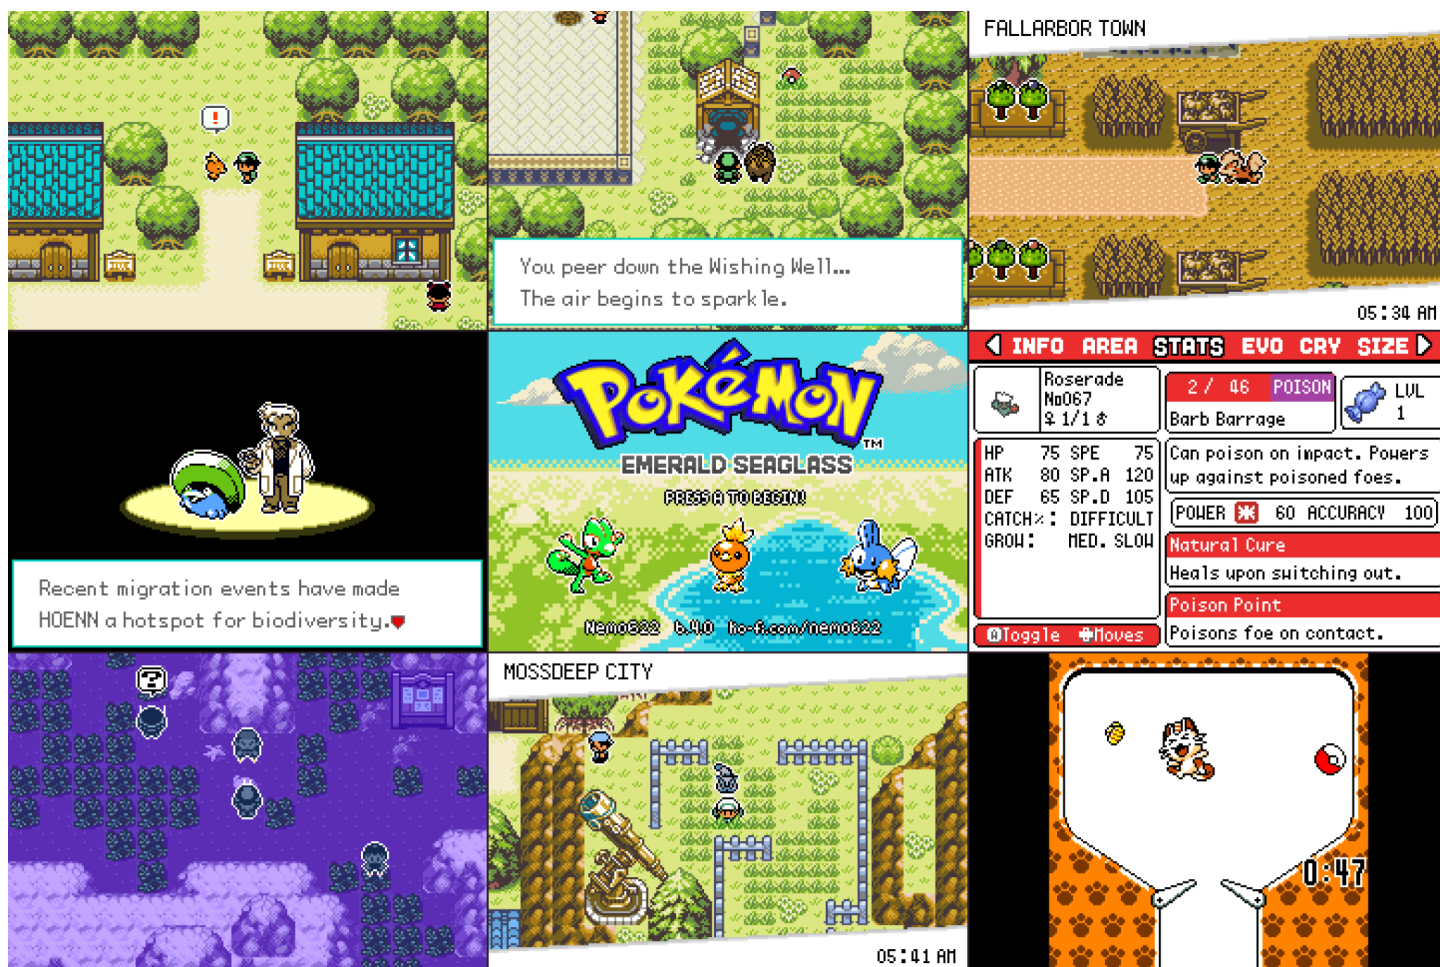 !
You peer down the Wishing Well...
The air begins to sparkle.
FALLARBOR TOWN
05:34 AM
Recent migration events have made
HOENN a hotspot for biodiversity.
POKéMON
TM
EMERALD SEAGLASS
PRESS A TO BEGIN!
Nemo622 v.4.0 ko-fi.com/nemo622
INFO AREA STATS EVO CRY SIZE
Roserade
No067
♀ 1/1 ♂
2/ 46 POISON
Barb Barrage
LVL
1
HP 75 SPE 75
ATK 80 SP.A 120
DEF 65 SP.D 105
CATCH%: DIFFICULT
GROW: MED. SLOW
Can poison on impact. Powers
up against poisoned foes.
POWER 60 ACCURACY 100
Natural Cure
Heals upon switching out.
Poison Point
Poisons foe on contact.
A Toggle Moves
?
MOSSDEEP CITY
05:41 AM
0:47